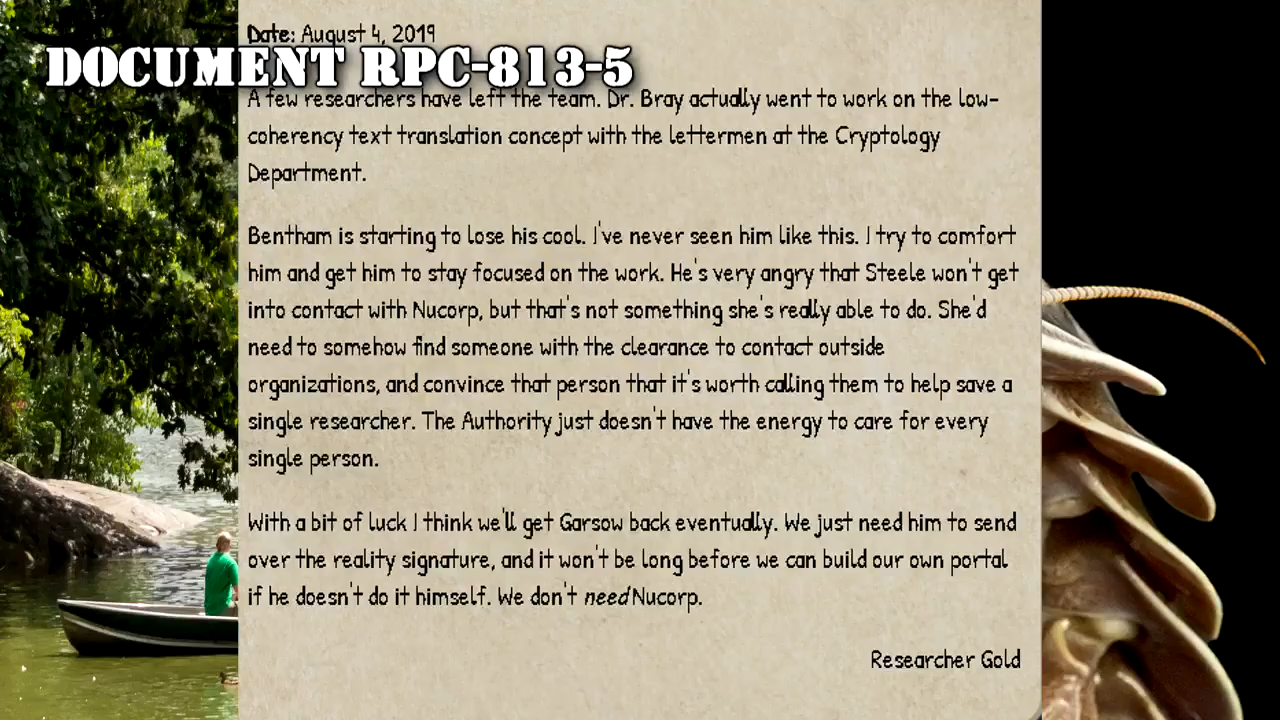 Date: August 4, 2019
DOCUMENT RPC-813-5
A few researchers have left the team. Dr. Bray actually went to work on the low-
coherency text translation concept with the lettermen at the Cryptology
Department.
Bentham is starting to lose his cool. I've never seen him like this. I try to comfort
him and get him to stay focused on the work. He's very angry that Steele won't get
into contact with Nucorp, but that's not something she's really able to do. She'd
need to somehow find someone with the clearance to contact outside
organizations, and convince that person that it's worth calling them to help save a
single researcher. The Authority just doesn't have the energy to care for every
single person.
With a bit of luck I think we'll get Garsow back eventually. We just need him to send
over the reality signature, and it won't be long before we can build our own portal
if he doesn't do it himself. We don't need Nucorp.
Researcher Gold